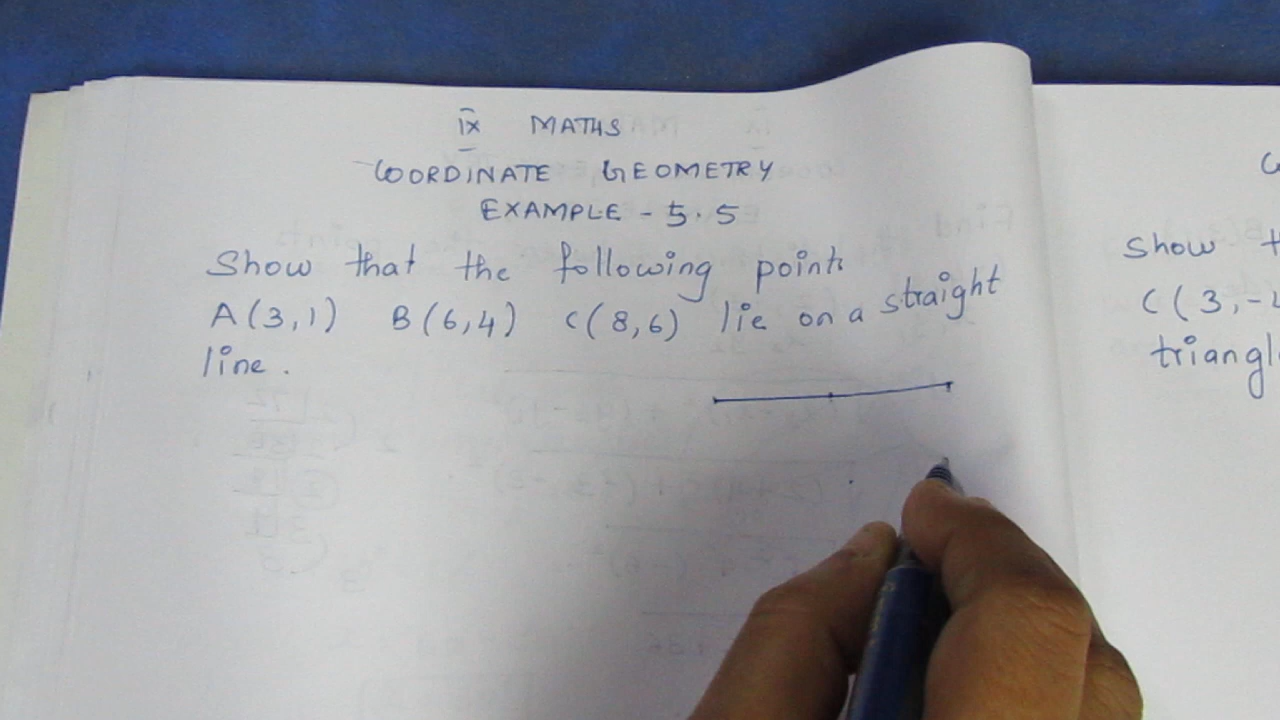 IX MATHS
COORDINATE GEOMETRY
EXAMPLE - 5.5
Show that the following points
A(3,1) B(6,4) C(8,6) lie on a straight
line.
Show
C(3,-